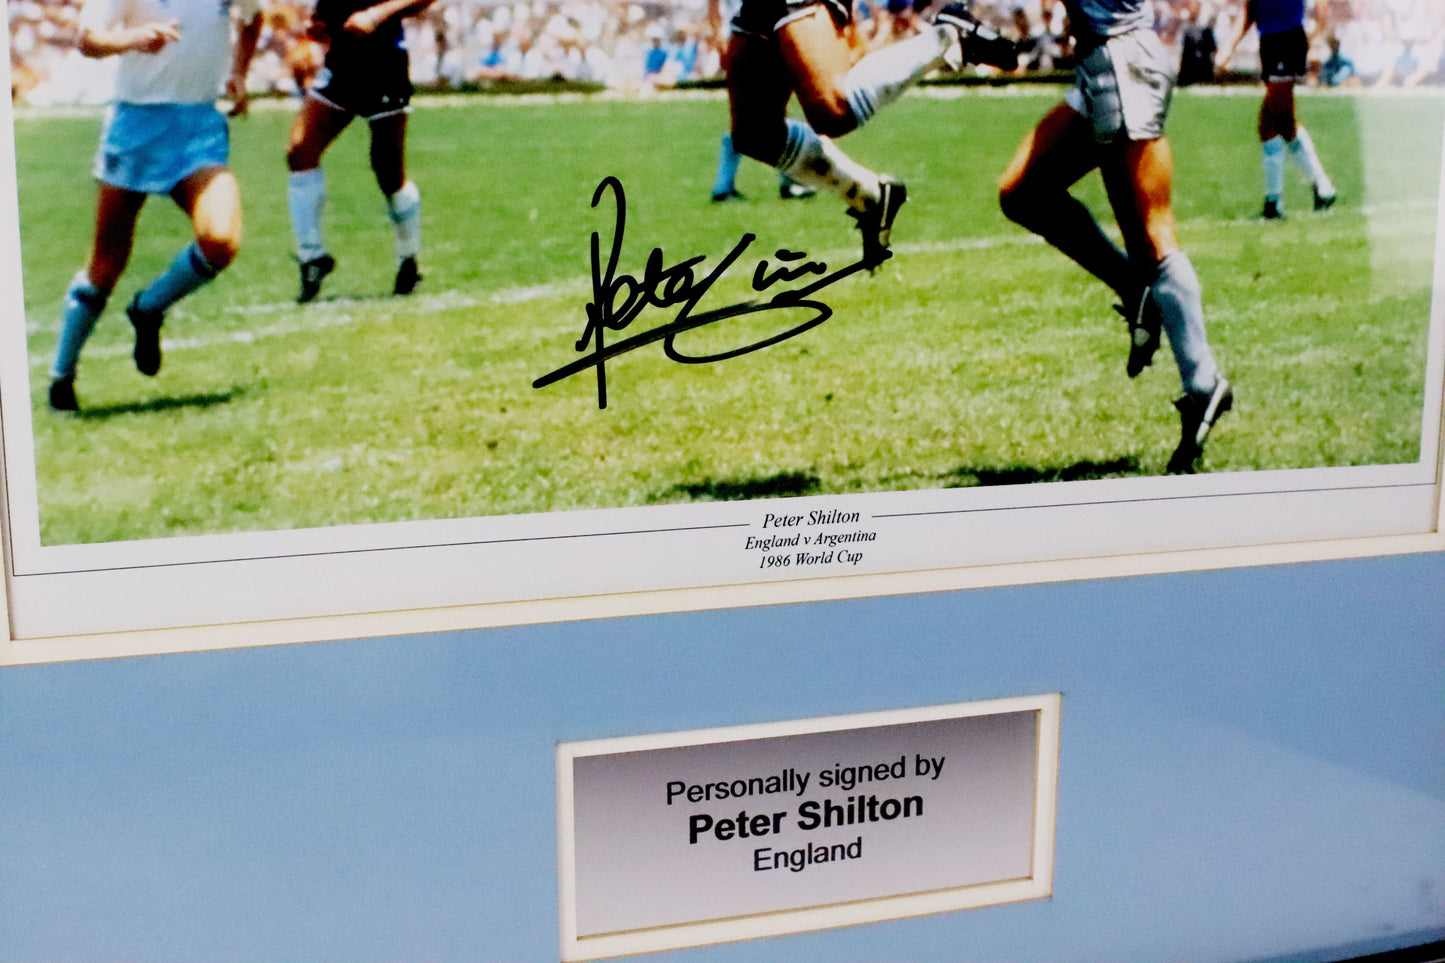 Peter Shilton
England v Argentina
1986 World Cup
Personally signed by
Peter Shilton
England